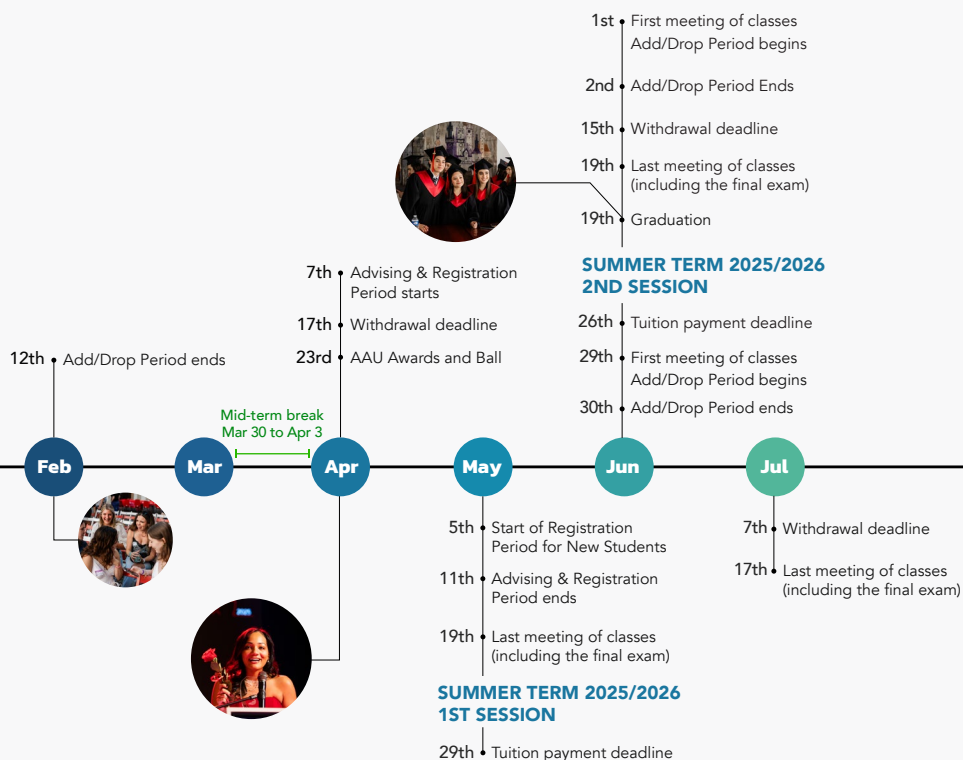 1st First meeting of classes
Add/Drop Period begins
2nd Add/Drop Period Ends
15th Withdrawal deadline
19th Last meeting of classes
(including the final exam)
19th Graduation
SUMMER TERM 2025/2026
2ND SESSION
26th Tuition payment deadline
29th First meeting of classes
Add/Drop Period begins
30th Add/Drop Period ends
7th Advising & Registration
Period starts
17th Withdrawal deadline
23rd AAU Awards and Ball
12th Add/Drop Period ends
Mid-term break
Mar 30 to Apr 3
Feb Mar Apr May Jun Jul
5th Start of Registration
Period for New Students
11th Advising & Registration
Period ends
19th Last meeting of classes
(including the final exam)
SUMMER TERM 2025/2026
1ST SESSION
29th Tuition payment deadline
7th Withdrawal deadline
17th Last meeting of classes
(including the final exam)